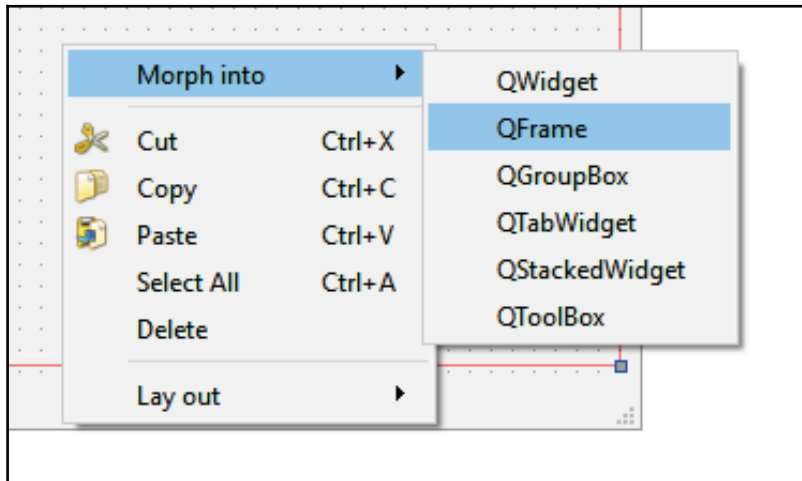 Morph into
Cut Ctrl+X
Copy Ctrl+C
Paste Ctrl+V
Select All Ctrl+A
Delete
Lay out
QWidget
QFrame
QGroupBox
QTabWidget
QStackedWidget
QToolBox